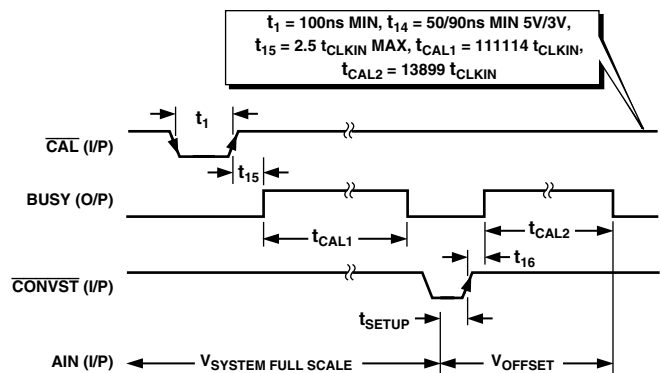 t1 = 100ns MIN, t14 = 50/90ns MIN 5V/3V,
t15 = 2.5 tCLKIN MAX, tCAL1 = 111114 tCLKIN,
tCAL2 = 13899 tCLKIN
t1
CAL (I/P)
t15
BUSY (O/P)
tCAL1
tCAL2
t16
CONVST (I/P)
tSETUP
AIN (I/P)
VSYSTEM FULL SCALE
VOFFSET